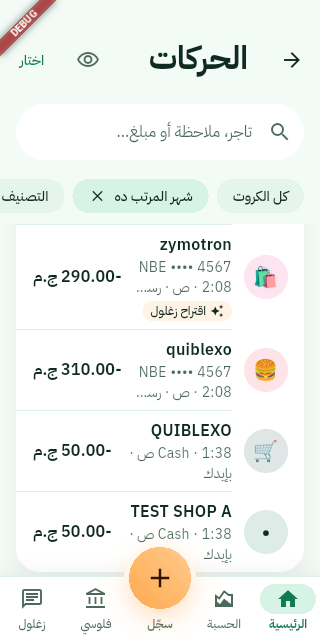 DEBUG
الحركات
اختار
تاجر، ملاحظة أو مبلغ...
كل الكروت
شهر المرتب ده
التصنيف
zymotron
NBE •••• 4567
2:08 ص · رسـ...
-290.00 ج.م
اقتراح زغلول
quiblexo
NBE •••• 4567
2:08 ص · رسـ...
-310.00 ج.م
QUIBLEXO
Cash · 1:38 ص ·
بإيدك
-50.00 ج.م
TEST SHOP A
Cash · 1:38 ص ·
بإيدك
-50.00 ج.م
الرئيسية
الحسبة
سجّل
فلوسي
زغلول